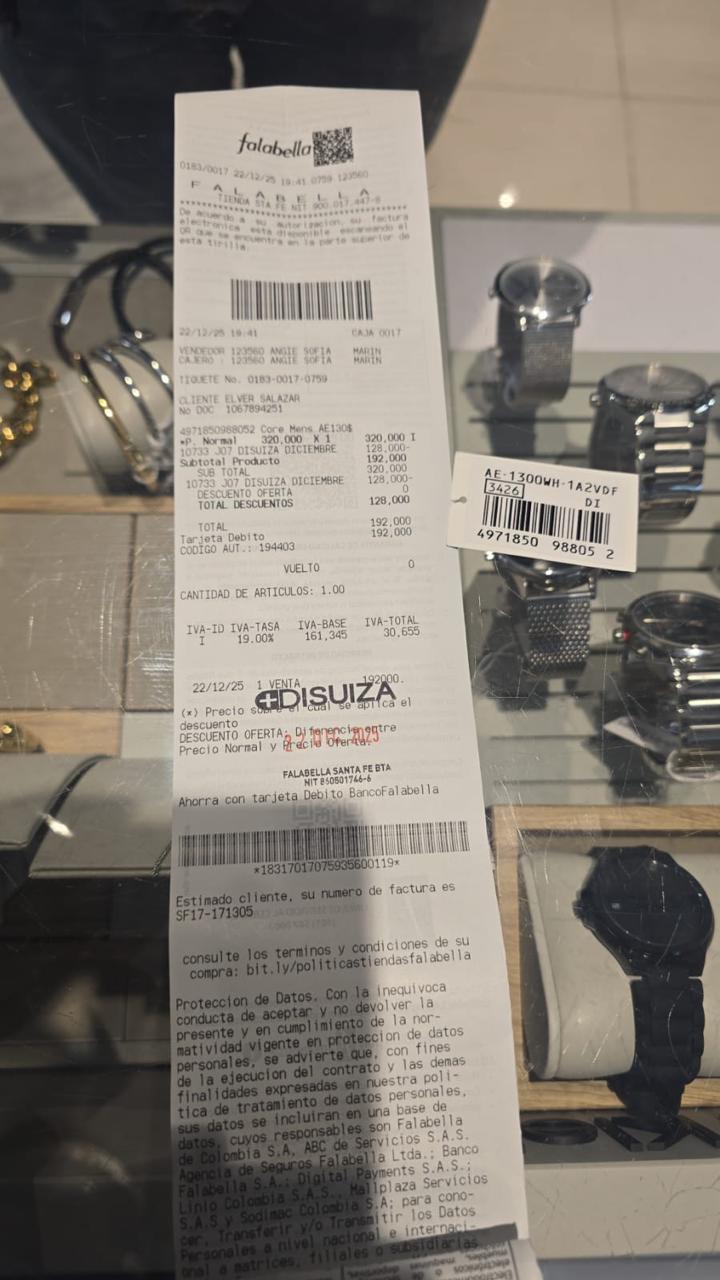 falabella
0183/0017 22/12/25 19:41 0759 123560
F A L A B E L L A
TIENDA STA FE NIT 900.017.447-8
De acuerdo a su autorizacion, su factura
electronica esta disponible escaneando el
QR que se encuentra en la parte superior de
esta tirilla.
22/12/25 19:41 CAJA 0017
VENDEDOR 123560 ANGIE SOFIA MARIN
CAJERO : 123560 ANGIE SOFIA MARIN
TIQUETE No. 0183-0017-0759
CLIENTE ELVER SALAZAR
No DOC 1067894251
4971850988052 Core Mens AE130$
*P. Normal 320,000 X 1 320,000 I
10733 J07 DISUIZA DICIEMBRE 128,000-
Subtotal Producto 192,000
SUB TOTAL 320,000
10733 J07 DISUIZA DICIEMBRE 128,000-
DESCUENTO OFERTA 0
TOTAL DESCUENTOS 128,000
TOTAL 192,000
Tarjeta Debito 192,000
CODIGO AUT.: 194403
VUELTO 0
CANTIDAD DE ARTICULOS: 1.00
IVA-ID IVA-TASA IVA-BASE IVA-TOTAL
I 19.00% 161,345 30,655
22/12/25 1 VENTA 192000.
DISUIZA
(*) Precio sobre el cual se aplica el
descuento
DESCUENTO OFERTA: Diferencia entre
Precio Normal y Precio Oferta.
2025
FALABELLA SANTA FE BTA
NIT 860501746-6
Ahorra con tarjeta Debito BancoFalabella
*18317017075935600119*
Estimado cliente, su numero de factura es
SF17-171305
consulte los terminos y condiciones de su
compra: bit.ly/politicastiendasfalabella
Proteccion de Datos. Con la inequivoca
conducta de aceptar y no devolver la
presente y en cumplimiento de la nor-
matividad vigente en proteccion de datos
personales, se advierte que, con fines
de la ejecucion del contrato y las demas
finalidades expresadas en nuestra poli-
tica de tratamiento de datos personales,
sus datos se incluiran en una base de
datos, cuyos responsables son Falabella
de Colombia S.A, ABC de Servicios S.A.S.
Agencia de Seguros Falabella Ltda.; Banco
Falabella S.A.; Digital Payments S.A.S.;
Linio Colombia S.A.S., Mallplaza Servicios
S.A.S y Sodimac Colombia S.A; para cono-
cer, Transferir y/o Transmitir los Datos
Personales a nivel nacional e internaci-
onal a matrices, filiales o subsidiarias
AE-1300WH-1A2VDF
3426 DI
4971850 98805 2